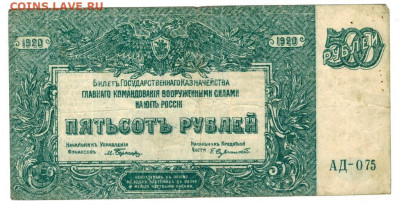 COINS.LAVE.RU
1920
1920
500
РУБЛЕЙ
БИЛЕТЪ ГОСУДАРСТВЕННАГО КАЗНАЧЕЙСТВА
ГЛАВНАГО КОМАНДОВАНІЯ ВООРУЖЕННЫМИ СИЛАМИ
НА ЮГѢ РОССІИ
ПЯТЬСОТЪ РУБЛЕЙ
НАЧАЛЬНИКЪ УПРАВЛЕНІЯ
ФИНАНСОВЪ
НАЧАЛЬНИКЪ КРЕДИТНОЙ
ЧАСТИ
АД-075